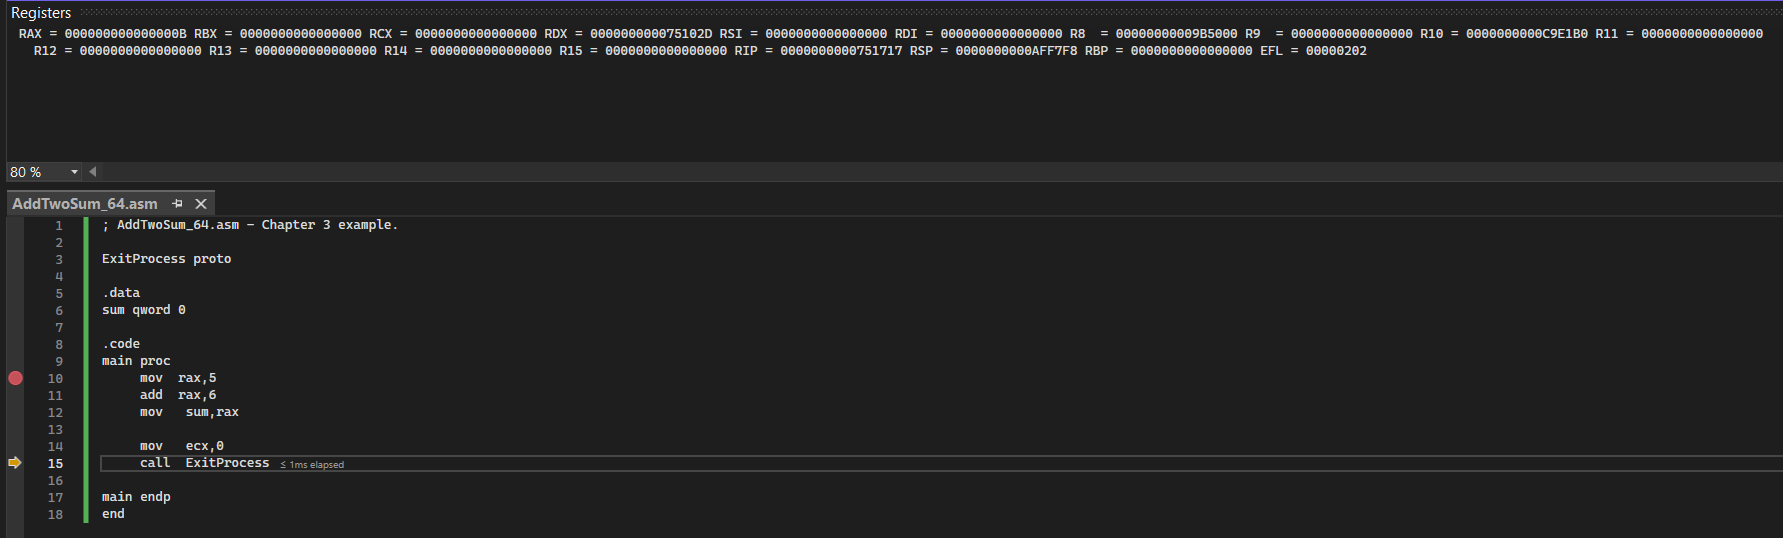 Registers
RAX = 000000000000000B RBX = 0000000000000000 RCX = 0000000000000000 RDX = 000000000075102D RSI = 0000000000000000 RDI = 0000000000000000 R8  = 00000000009B5000 R9  = 0000000000000000 R10 = 0000000000C9E1B0 R11 = 0000000000000000
R12 = 0000000000000000 R13 = 0000000000000000 R14 = 0000000000000000 R15 = 0000000000000000 RIP = 0000000000751717 RSP = 0000000000AFF7F8 RBP = 0000000000000000 EFL = 00000202
80 %
AddTwoSum_64.asm
1 ; AddTwoSum_64.asm - Chapter 3 example.
2
3 ExitProcess proto
4
5 .data
6 sum qword 0
7
8 .code
9 main proc
10 mov  rax,5
11 add  rax,6
12 mov   sum,rax
13
14 mov   ecx,0
15 call  ExitProcess ≤ 1ms elapsed
16
17 main endp
18 end